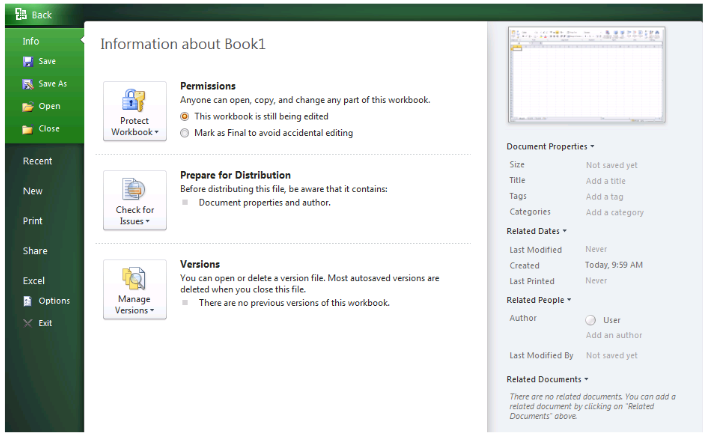 Back
Info
Save
Save As
Open
Close
Recent
New
Print
Share
Excel
Options
Exit
Information about Book1
Protect
Workbook
Permissions
Anyone can open, copy, and change any part of this workbook.
This workbook is still being edited
Mark as Final to avoid accidental editing
Check for
Issues
Prepare for Distribution
Before distributing this file, be aware that it contains:
Document properties and author.
Manage
Versions
Versions
You can open or delete a version file. Most autosaved versions are
deleted when you close this file.
There are no previous versions of this workbook.
Document Properties
Size Not saved yet
Title Add a title
Tags Add a tag
Categories Add a category
Related Dates
Last Modified Never
Created Today, 9:59 AM
Last Printed Never
Related People
Author User
Add an author
Last Modified By Not saved yet
Related Documents
There are no related documents. You can add a
related document by clicking on "Related
Documents" above.